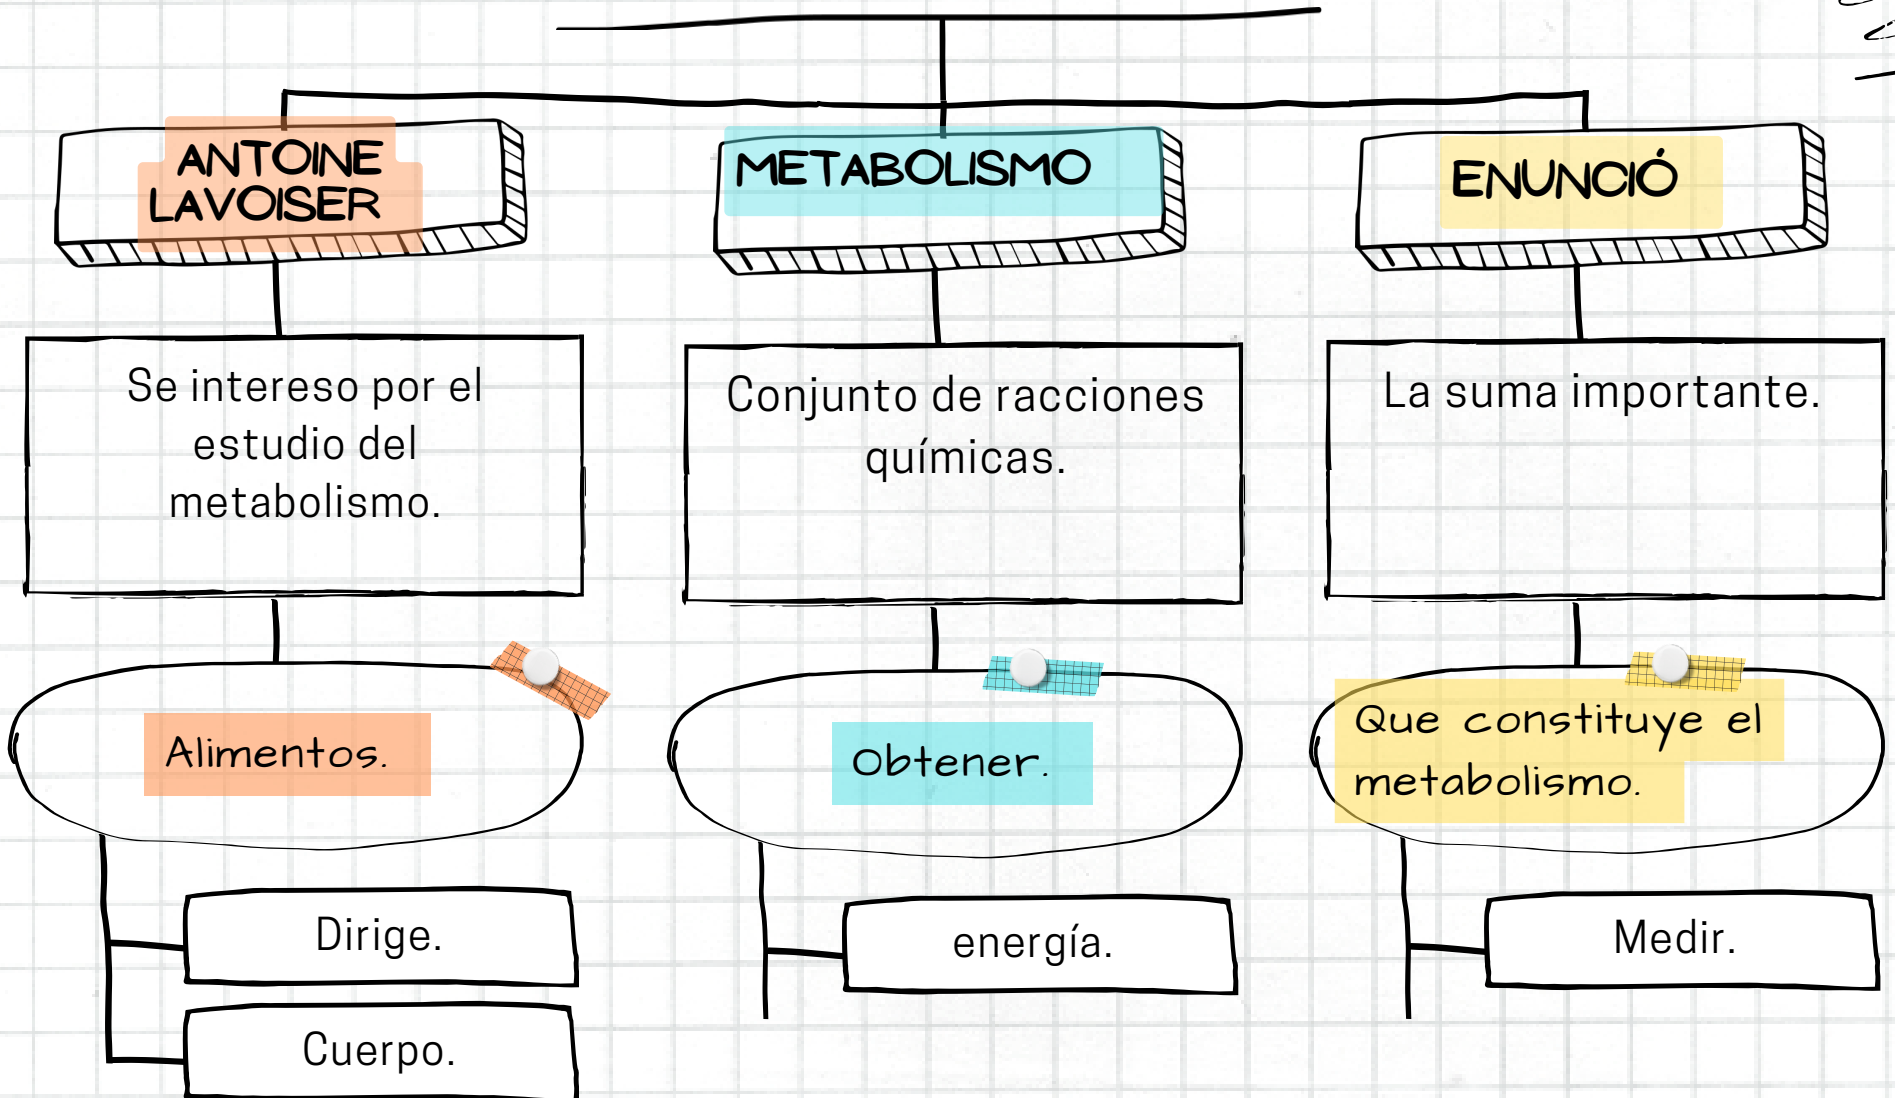 ANTOINE
LAVOISER
Se intereso por el
estudio del
metabolismo.
Alimentos.
Dirige.
Cuerpo.
METABOLISMO
Conjunto de racciones
químicas.
Obtener.
energía.
ENUNCIÓ
La suma importante.
Que constituye el
metabolismo.
Medir.